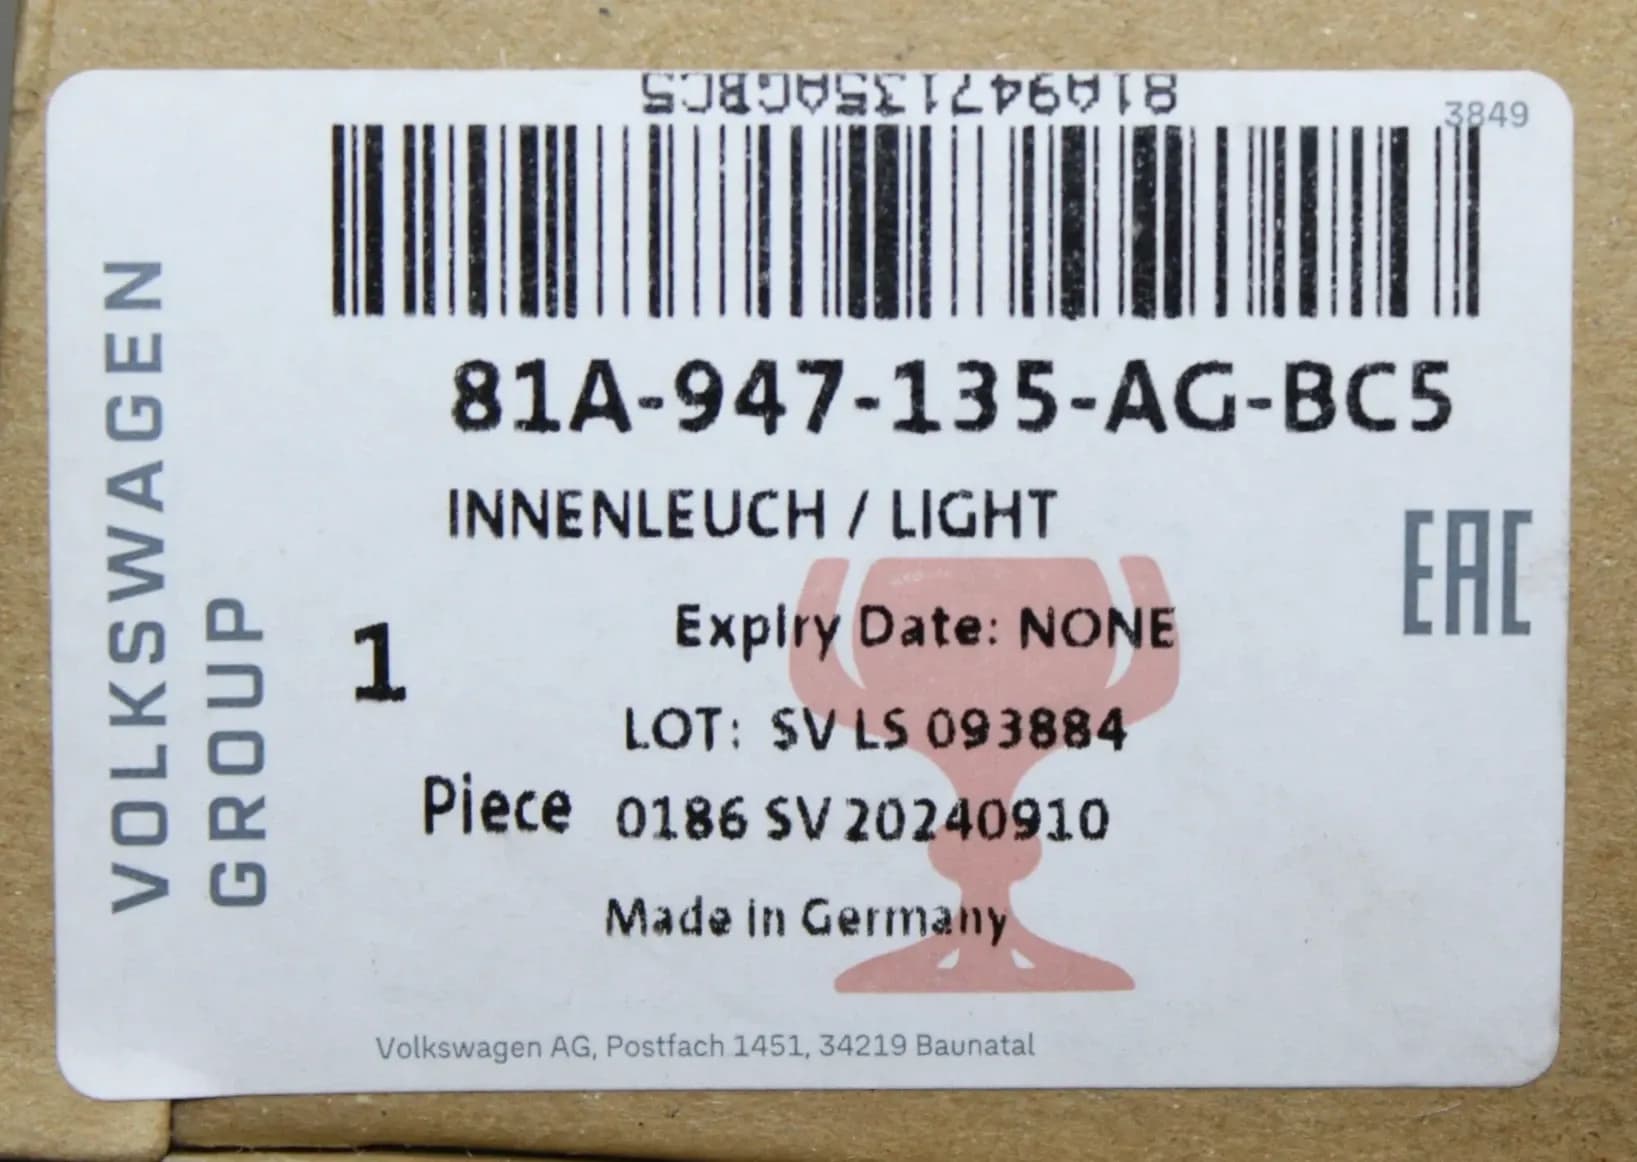 81A947135AGBC5
3849
81A-947-135-AG-BC5
INNENLEUCH / LIGHT
EAC
Expiry Date: NONE
1
LOT: SV LS 093884
Piece 0186 SV 20240910
Made in Germany
Volkswagen AG, Postfach 1451, 34219 Baunatal
VOLKSWAGEN
GROUP